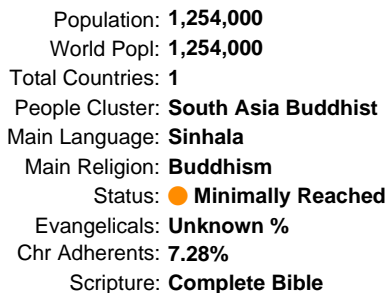 Population: 1,254,000
World Popl: 1,254,000
Total Countries: 1
People Cluster: South Asia Buddhist
Main Language: Sinhala
Main Religion: Buddhism
Status: Minimally Reached
Evangelicals: Unknown %
Chr Adherents: 7.28%
Scripture: Complete Bible